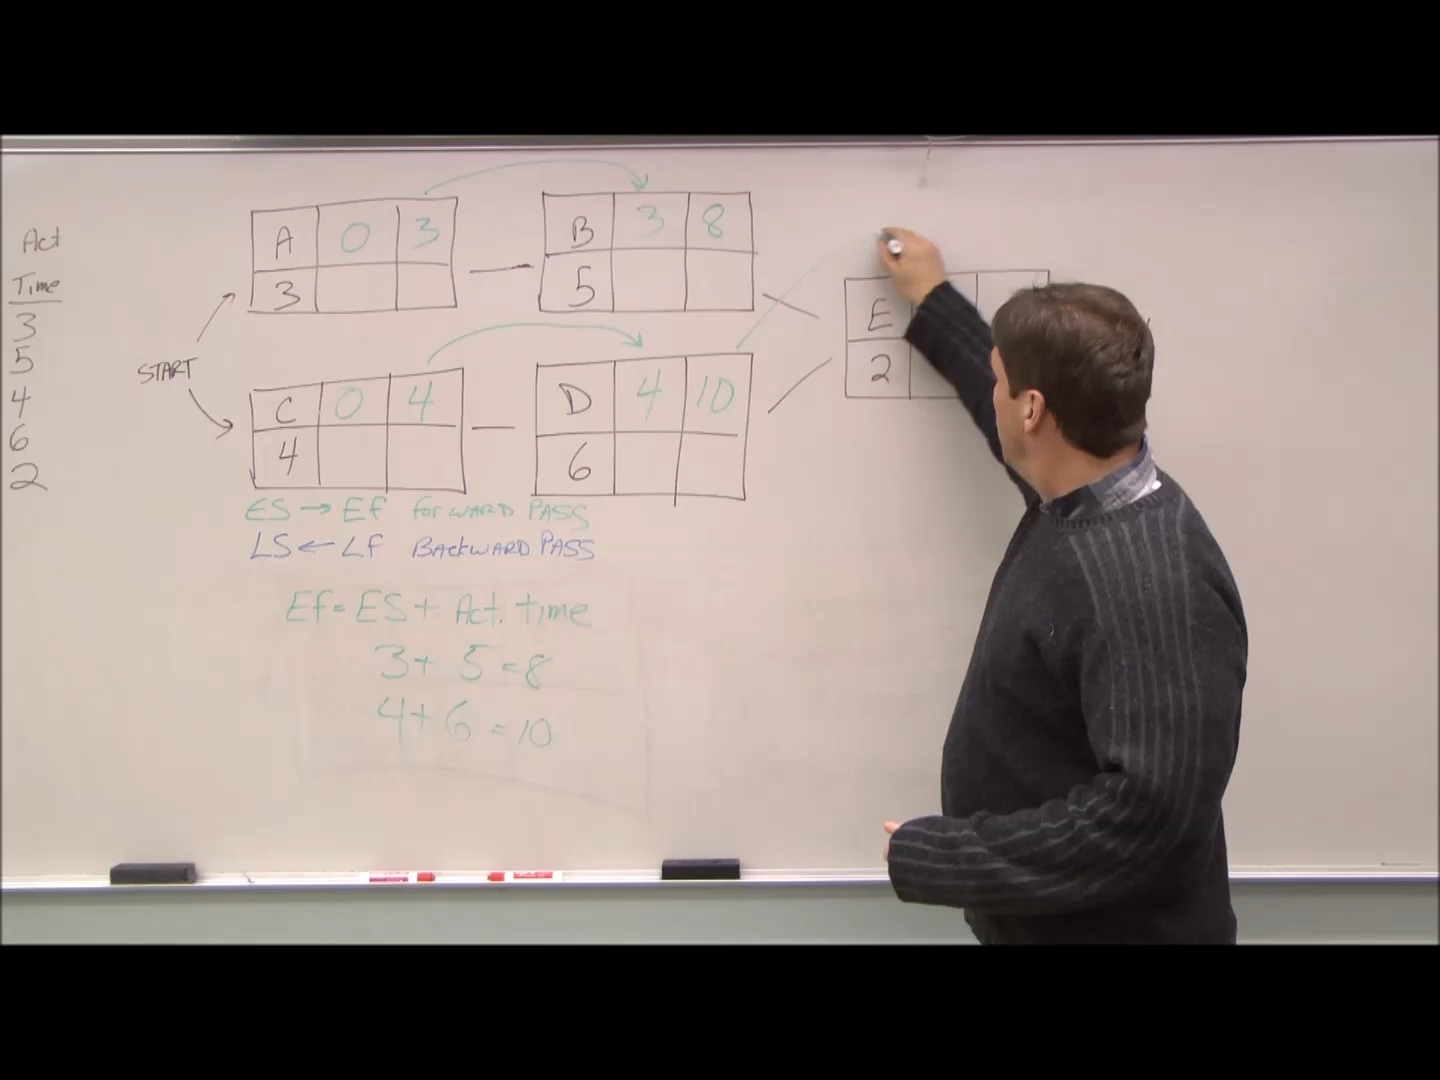 Act
Time
3
5
4
6
2
START
A 0 3
3
B 3 8
5
C 0 4
4
D 4 10
6
E
2
ES → EF FORWARD PASS
LS ← LF BACKWARD PASS
EF = ES + Act. time
3 + 5 = 8
4 + 6 = 10